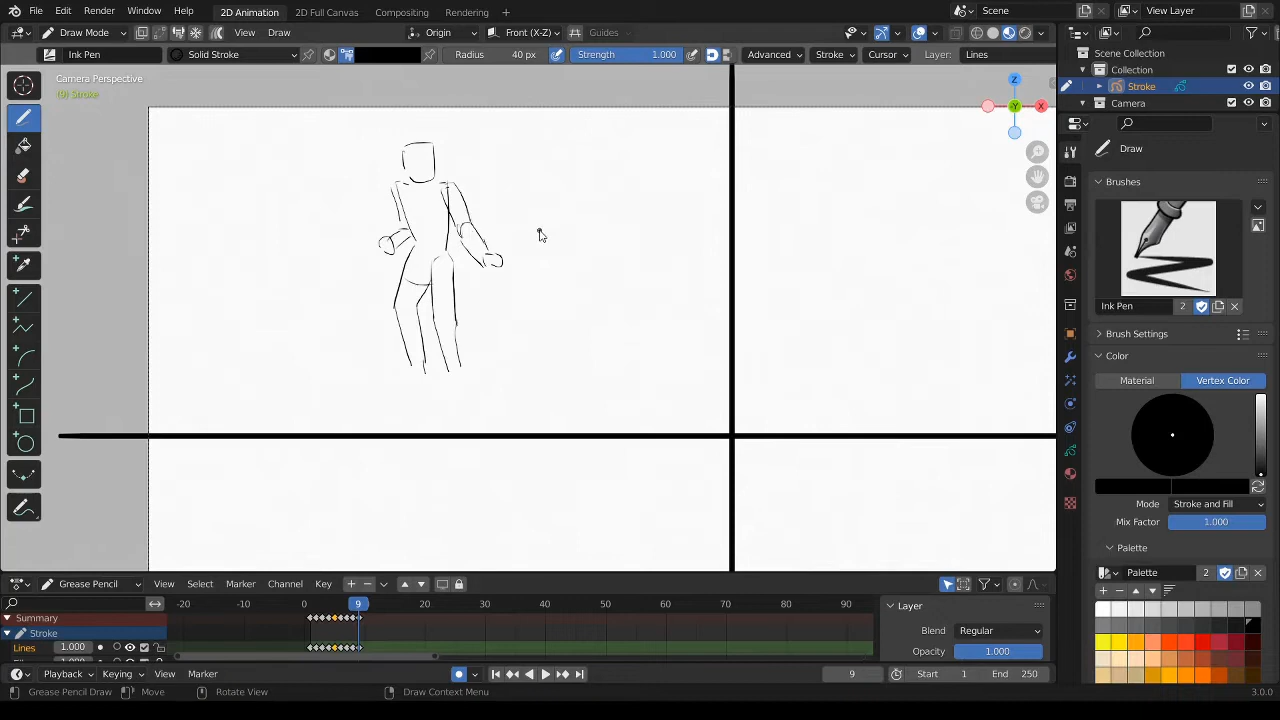 File Edit Render Window Help 2D Animation 2D Full Canvas Compositing Rendering + Scene View Layer
Draw Mode View Draw Origin Front (X-Z) Guides
Ink Pen Solid Stroke Radius 40 px Strength 1.000 Advanced Stroke Cursor Layer: Lines
Camera Perspective
(9) Stroke
Z
X
-Y
Scene Collection
Collection
Stroke
Camera
Draw
Brushes
Ink Pen 2
Brush Settings
Color
Material Vertex Color
Mode Stroke and Fill
Mix Factor 1.000
Palette
Palette 2
Grease Pencil View Select Marker Channel Key
-20 -10 0 9 20 30 40 50 60 70 80 90
Summary
Stroke
Lines 1.000
Layer
Blend Regular
Opacity 1.000
Playback Keying View Marker 9 Start 1 End 250
Grease Pencil Draw Move Rotate View Draw Context Menu 3.0.0